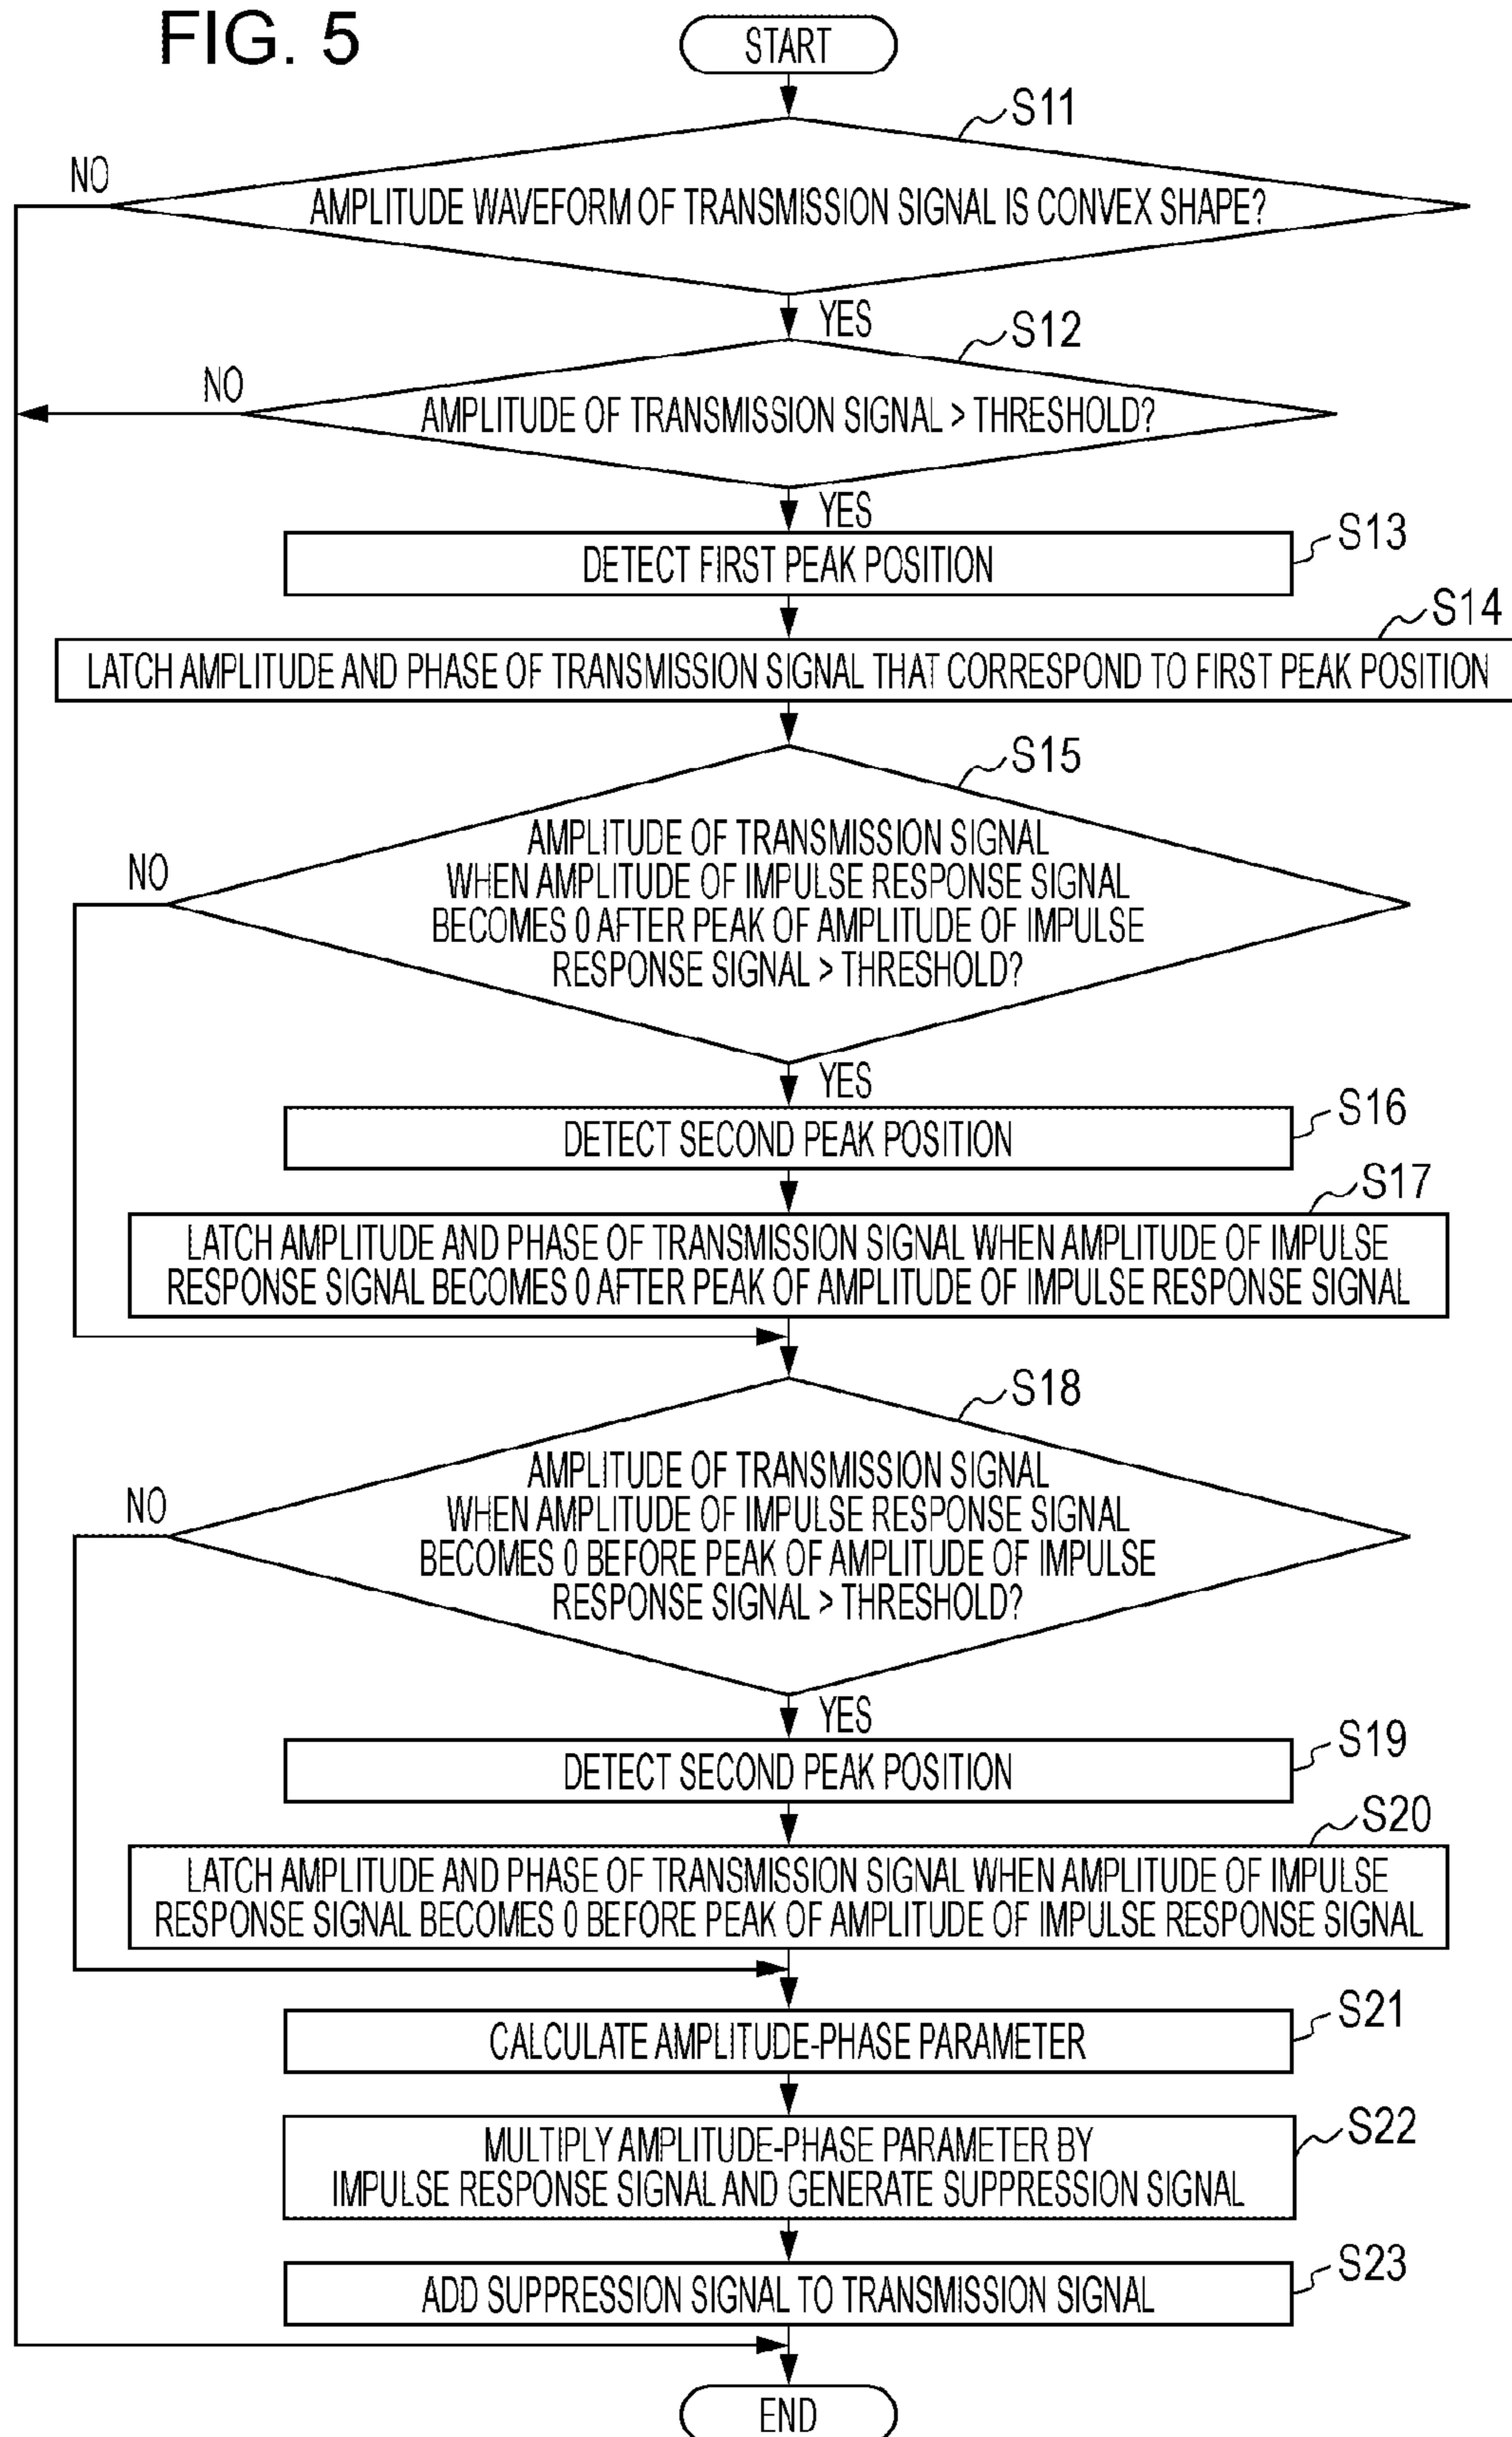 FIG. 5
START
S11
NO
AMPLITUDE WAVEFORM OF TRANSMISSION SIGNAL IS CONVEX SHAPE?
YES
S12
NO
AMPLITUDE OF TRANSMISSION SIGNAL > THRESHOLD?
YES
S13
DETECT FIRST PEAK POSITION
S14
LATCH AMPLITUDE AND PHASE OF TRANSMISSION SIGNAL THAT CORRESPOND TO FIRST PEAK POSITION
S15
NO
AMPLITUDE OF TRANSMISSION SIGNAL
WHEN AMPLITUDE OF IMPULSE RESPONSE SIGNAL
BECOMES 0 AFTER PEAK OF AMPLITUDE OF IMPULSE
RESPONSE SIGNAL > THRESHOLD?
YES
S16
DETECT SECOND PEAK POSITION
S17
LATCH AMPLITUDE AND PHASE OF TRANSMISSION SIGNAL WHEN AMPLITUDE OF IMPULSE
RESPONSE SIGNAL BECOMES 0 AFTER PEAK OF AMPLITUDE OF IMPULSE RESPONSE SIGNAL
S18
NO
AMPLITUDE OF TRANSMISSION SIGNAL
WHEN AMPLITUDE OF IMPULSE RESPONSE SIGNAL
BECOMES 0 BEFORE PEAK OF AMPLITUDE OF IMPULSE
RESPONSE SIGNAL > THRESHOLD?
YES
S19
DETECT SECOND PEAK POSITION
S20
LATCH AMPLITUDE AND PHASE OF TRANSMISSION SIGNAL WHEN AMPLITUDE OF IMPULSE
RESPONSE SIGNAL BECOMES 0 BEFORE PEAK OF AMPLITUDE OF IMPULSE RESPONSE SIGNAL
S21
CALCULATE AMPLITUDE-PHASE PARAMETER
S22
MULTIPLY AMPLITUDE-PHASE PARAMETER BY
IMPULSE RESPONSE SIGNAL AND GENERATE SUPPRESSION SIGNAL
S23
ADD SUPPRESSION SIGNAL TO TRANSMISSION SIGNAL
END